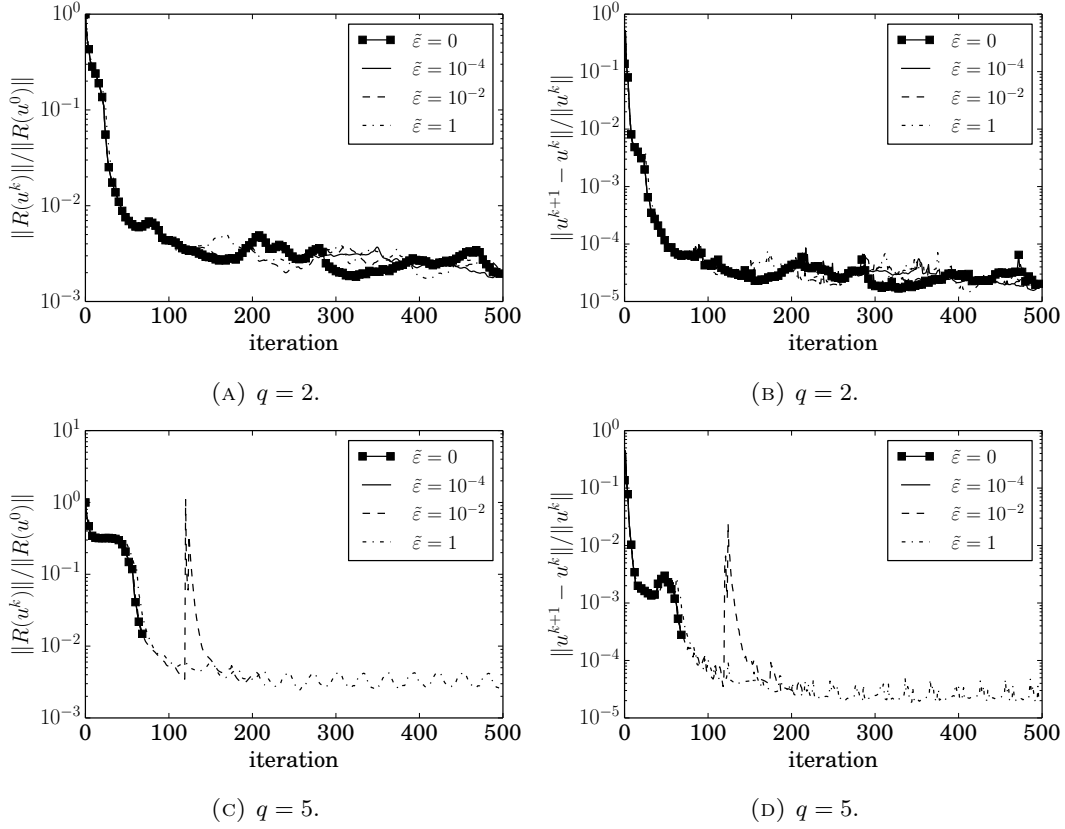 10^0
10^{-1}
10^{-2}
10^{-3}
||R(u^k)||/||R(u^0)||
ε̃ = 0
ε̃ = 10^{-4}
ε̃ = 10^{-2}
ε̃ = 1
0 100 200 300 400 500
iteration
(A) q = 2.
10^0
10^{-1}
10^{-2}
10^{-3}
10^{-4}
10^{-5}
||u^{k+1} − u^k||/||u^k||
ε̃ = 0
ε̃ = 10^{-4}
ε̃ = 10^{-2}
ε̃ = 1
0 100 200 300 400 500
iteration
(B) q = 2.
10^1
10^0
10^{-1}
10^{-2}
10^{-3}
||R(u^k)||/||R(u^0)||
ε̃ = 0
ε̃ = 10^{-4}
ε̃ = 10^{-2}
ε̃ = 1
0 100 200 300 400 500
iteration
(C) q = 5.
10^0
10^{-1}
10^{-2}
10^{-3}
10^{-4}
10^{-5}
||u^{k+1} − u^k||/||u^k||
ε̃ = 0
ε̃ = 10^{-4}
ε̃ = 10^{-2}
ε̃ = 1
0 100 200 300 400 500
iteration
(D) q = 5.